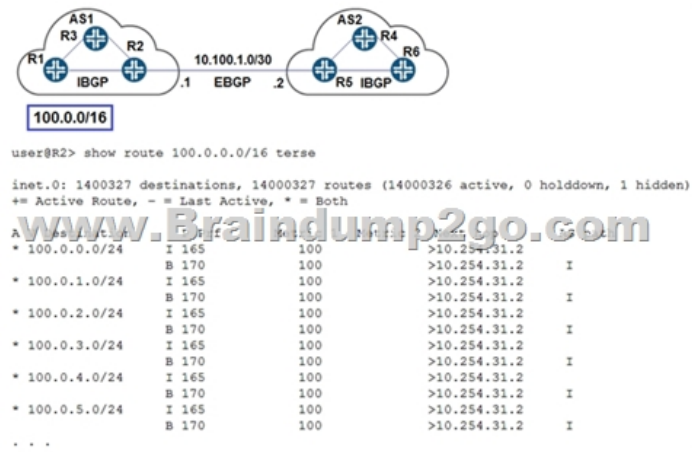 AS1
AS2
R3
R4
R1
R2
10.100.1.0/30
R6
IBGP
.1
EBGP
.2
R5
IBGP
100.0.0/16
user@R2> show route 100.0.0.0/16 terse
inet.0: 1400327 destinations, 14000327 routes (14000326 active, 0 holddown, 1 hidden)
+= Active Route, - = Last Active, * = Both
www.Braindump2go.com
* 100.0.0.0/24 I 165 100 >10.254.31.2
B 170 100 >10.254.31.2 I
* 100.0.1.0/24 I 165 100 >10.254.31.2
B 170 100 >10.254.31.2 I
* 100.0.2.0/24 I 165 100 >10.254.31.2
B 170 100 >10.254.31.2 I
* 100.0.3.0/24 I 165 100 >10.254.31.2
B 170 100 >10.254.31.2 I
* 100.0.4.0/24 I 165 100 >10.254.31.2
B 170 100 >10.254.31.2 I
* 100.0.5.0/24 I 165 100 >10.254.31.2
B 170 100 >10.254.31.2 I
. . .